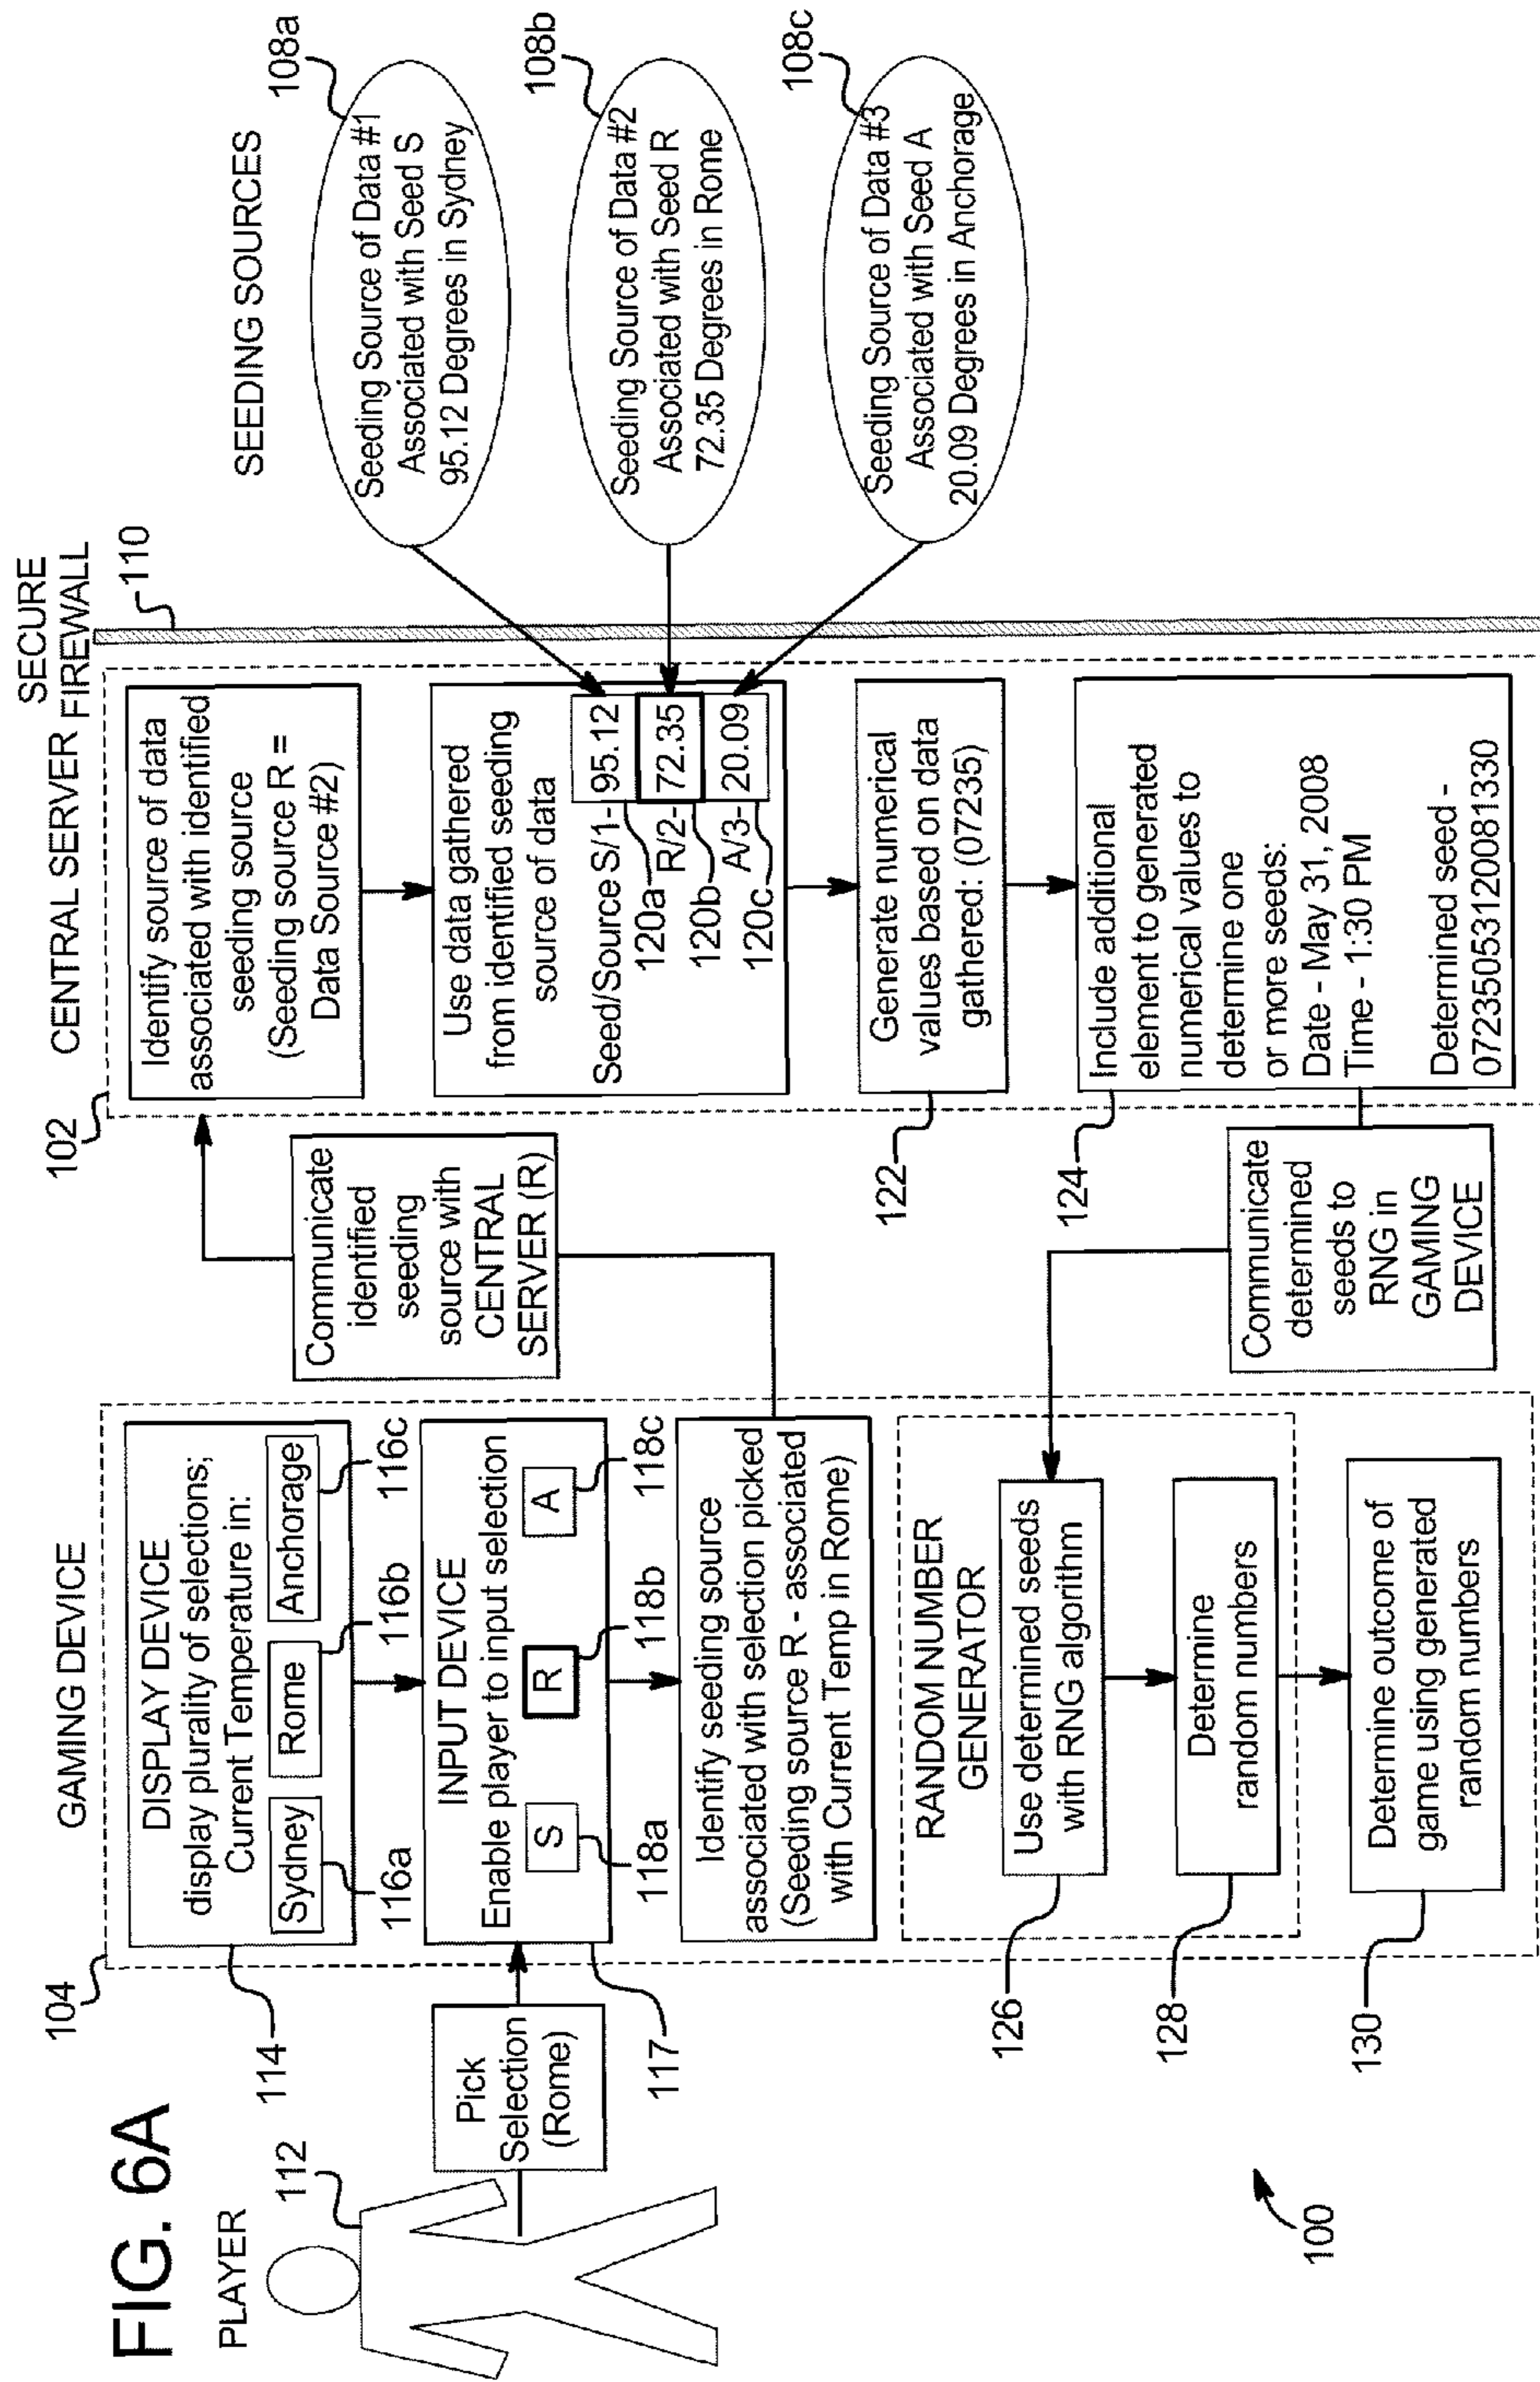 FIG. 6A
PLAYER
112
Pick
Selection
(Rome)
100
GAMING DEVICE
104
DISPLAY DEVICE
display plurality of selections;
Current Temperature in:
Sydney
Rome
Anchorage
114
116a
116b
116c
INPUT DEVICE
Enable player to input selection
S
R
A
117
118a
118b
118c
Identify seeding source
associated with selection picked
(Seeding source R - associated
with Current Temp in Rome)
RANDOM NUMBER
GENERATOR
Use determined seeds
with RNG algorithm
126
Determine
random numbers
128
Determine outcome of
game using generated
random numbers
130
Communicate
identified
seeding
source with
CENTRAL
SERVER (R)
Communicate
determined
seeds to
RNG in
GAMING
DEVICE
102
CENTRAL SERVER
Identify source of data
associated with identified
seeding source
(Seeding source R =
Data Source #2)
Use data gathered
from identified seeding
source of data
Seed/Source S/1- 95.12
120a
R/2- 72.35
120b
A/3- 20.09
120c
Generate numerical
values based on data
gathered: (07235)
122
Include additional
element to generated
numerical values to
determine one
or more seeds:
Date - May 31, 2008
Time - 1:30 PM
Determined seed -
07235053120081330
124
SECURE
FIREWALL
110
SEEDING SOURCES
Seeding Source of Data #1
Associated with Seed S
95.12 Degrees in Sydney
108a
Seeding Source of Data #2
Associated with Seed R
72.35 Degrees in Rome
108b
Seeding Source of Data #3
Associated with Seed A
20.09 Degrees in Anchorage
108c